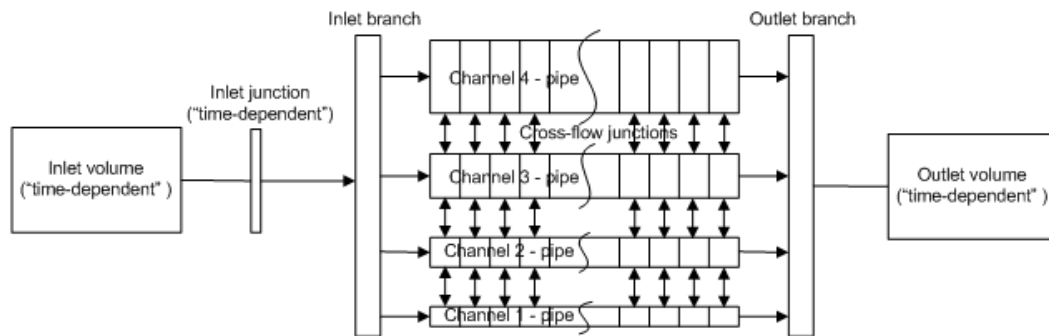 Inlet branch
Outlet branch
Channel 4 - pipe
Inlet junction
("time-dependent")
Cross-flow junctions
Inlet volume
("time-dependent" )
Channel 3 - pipe
Outlet volume
("time-dependent" )
Channel 2 - pipe
Channel 1 - pipe